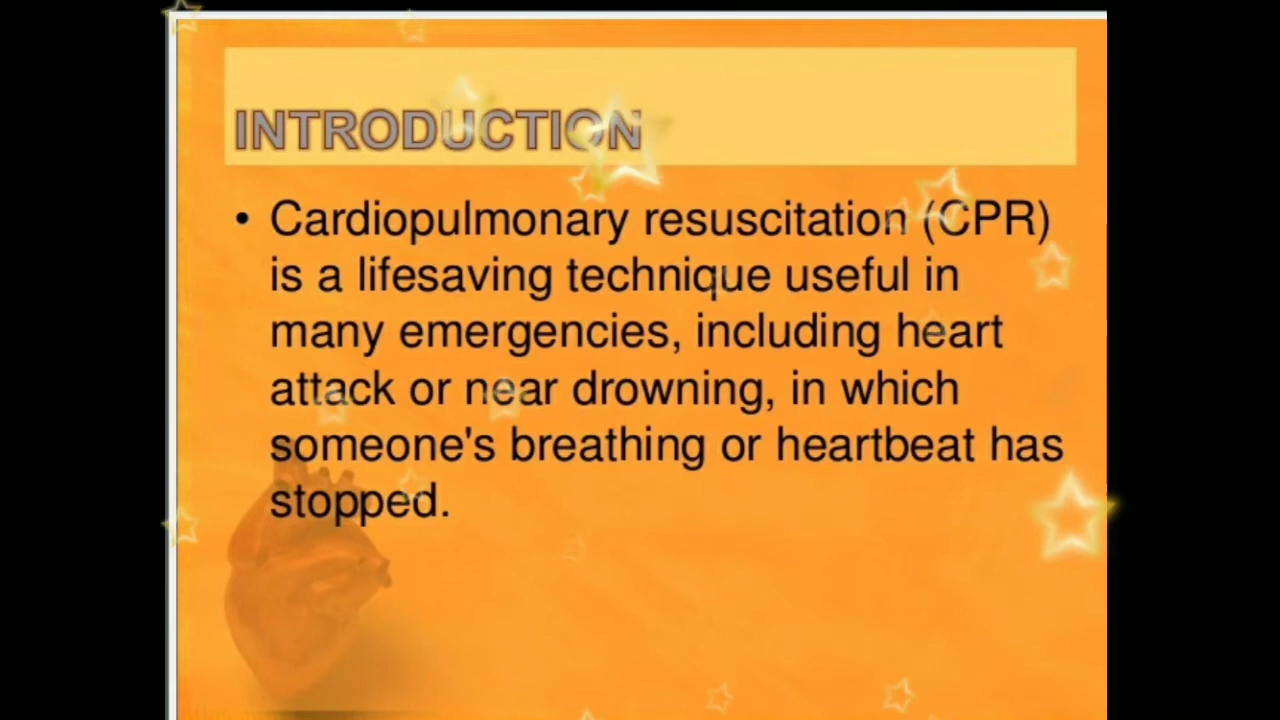 INTRODUCTION
• Cardiopulmonary resuscitation (CPR)
is a lifesaving technique useful in
many emergencies, including heart
attack or near drowning, in which
someone's breathing or heartbeat has
stopped.